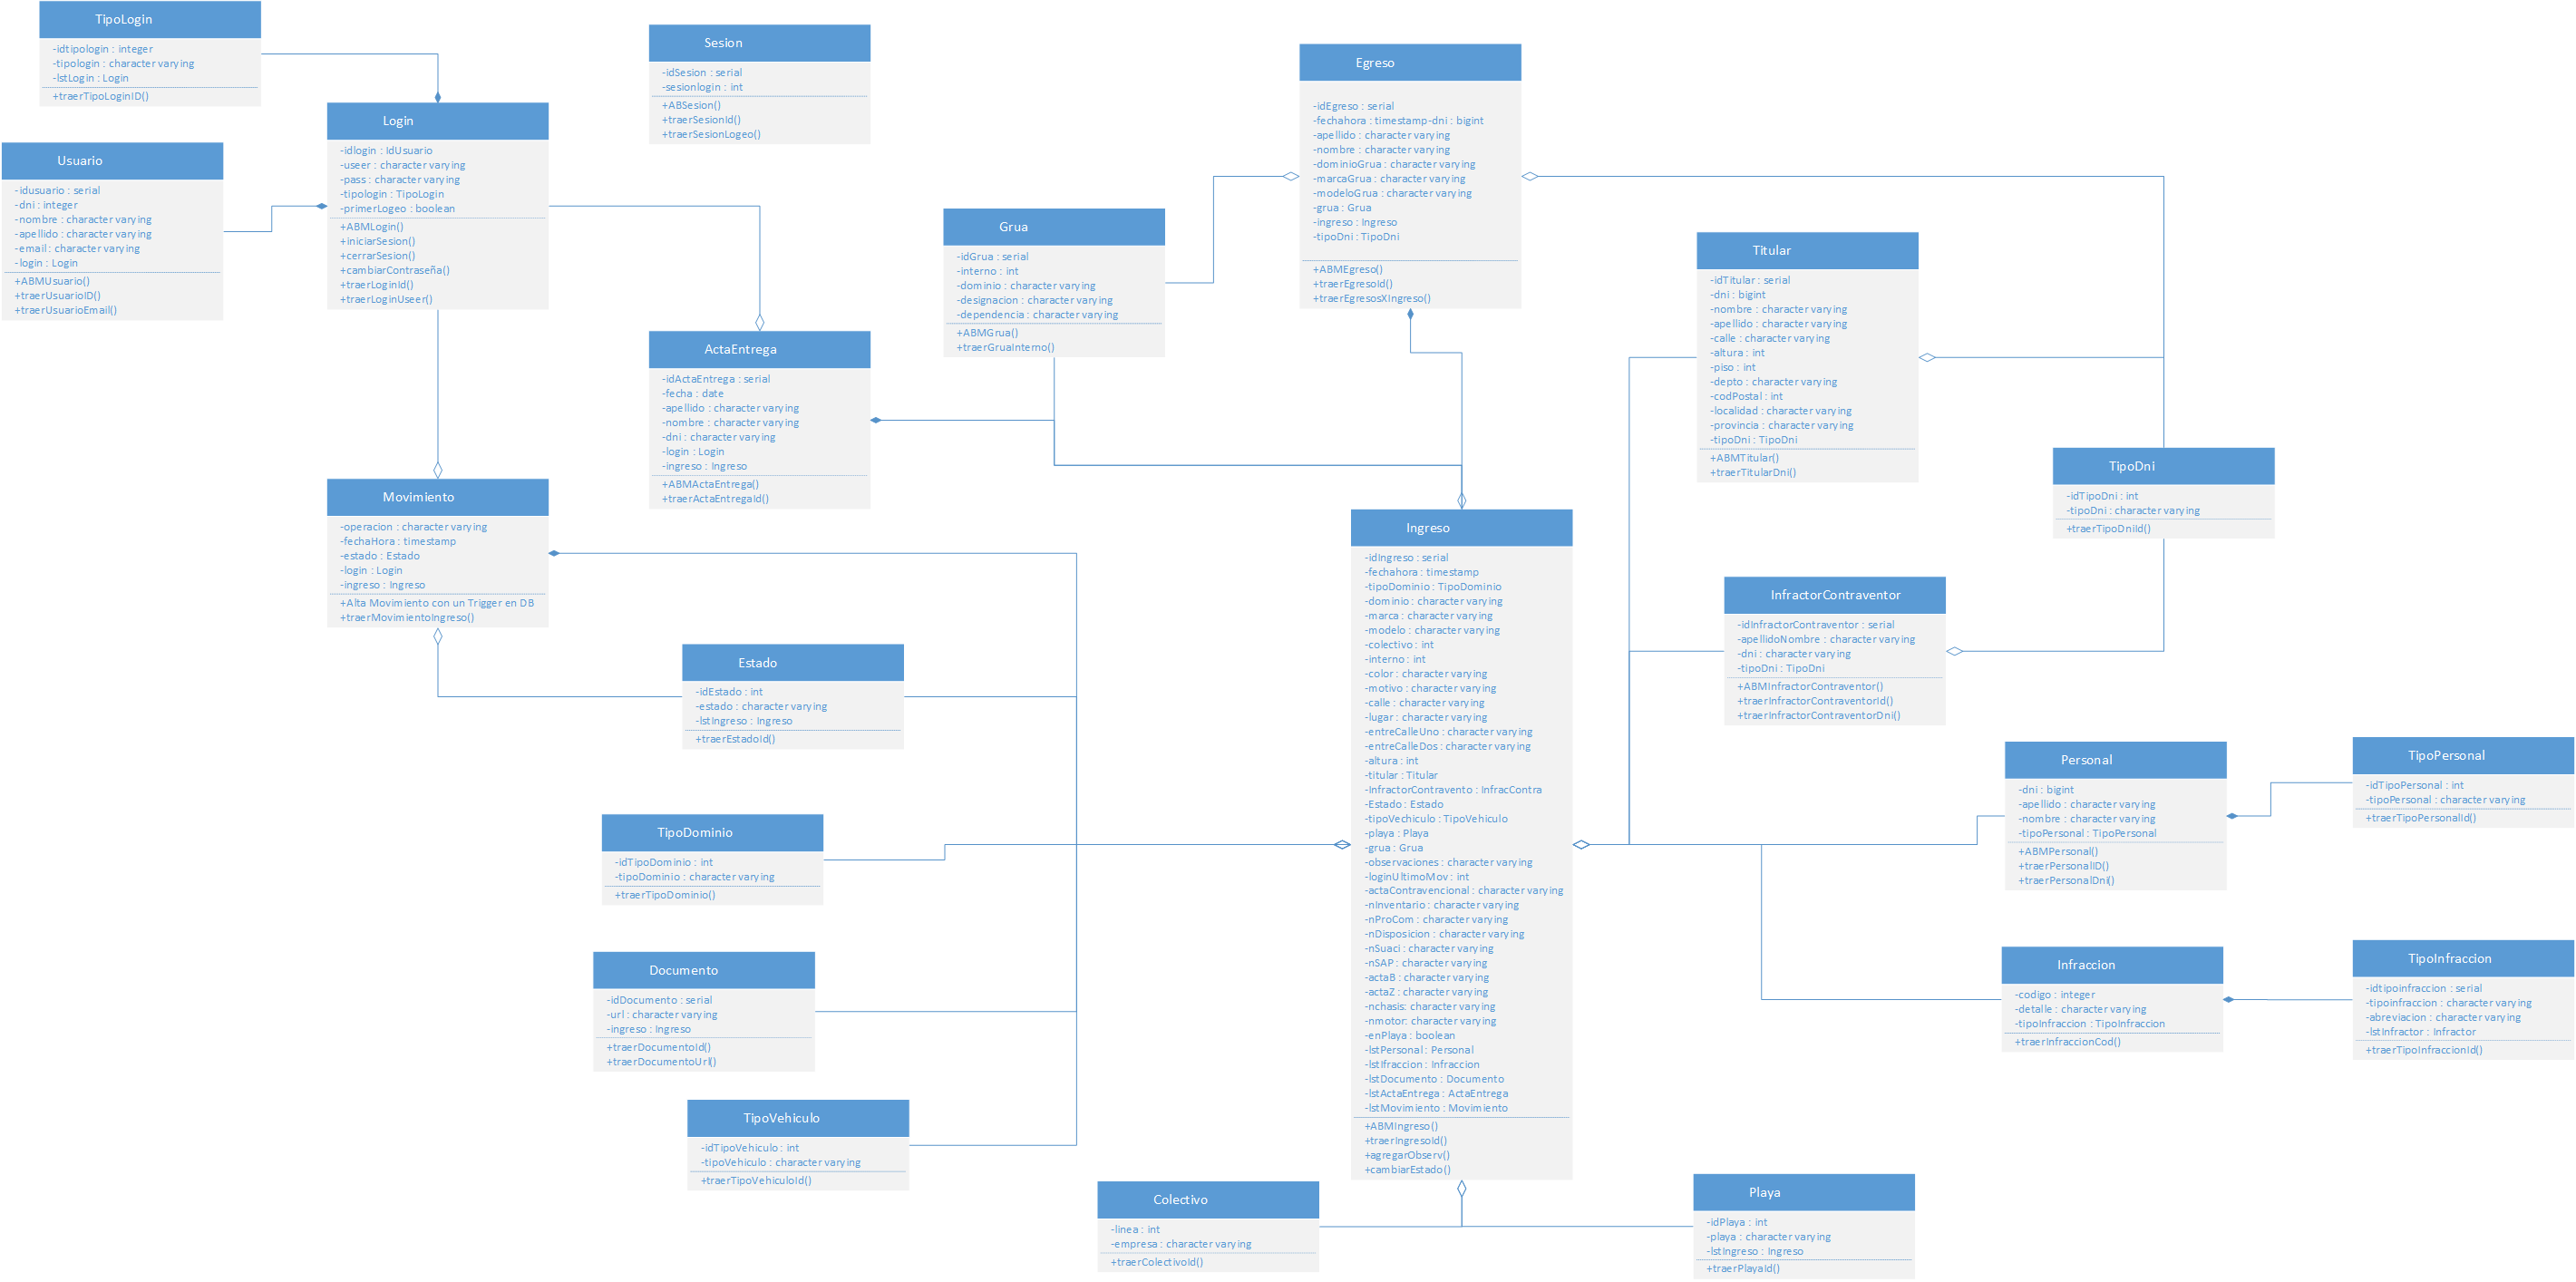 TipoLogin
-idtipologin : integer
-tipologin : character varying
-lstLogin : Login
+traerTipoLoginID()
Usuario
-idusuario : serial
-dni : integer
-nombre : character varying
-apellido : character varying
-email : character varying
-login : Login
+ABMUsuario()
+traerUsuarioID()
+traerUsuarioEmail()
Login
-idlogin : IdUsuario
-useer : character varying
-pass : character varying
-tipologin : TipoLogin
-primerLogeo : boolean
+ABMLogin()
+iniciarSesion()
+cerrarSesion()
+cambiarContraseña()
+traerLoginId()
+traerLoginUseer()
Sesion
-idSesion : serial
-sesionlogin : int
+ABSesion()
+traerSesionId()
+traerSesionLogeo()
Egreso
-idEgreso : serial
-fechahora : timestamp-dni : bigint
-apellido : character varying
-nombre : character varying
-dominioGrua : character varying
-marcaGrua : character varying
-modeloGrua : character varying
-grua : Grua
-ingreso : Ingreso
-tipoDni : TipoDni
+ABMEgreso()
+traerEgresoId()
+traerEgresosXIngreso()
Grua
-idGrua : serial
-interno : int
-dominio : character varying
-designacion : character varying
-dependencia : character varying
+ABMGrua()
+traerGruaInterno()
Titular
-idTitular : serial
-dni : bigint
-nombre : character varying
-apellido : character varying
-calle : character varying
-altura : int
-piso : int
-depto : character varying
-codPostal : int
-localidad : character varying
-provincia : character varying
-tipoDni : TipoDni
+ABMTitular()
+traerTitularDni()
ActaEntrega
-idActaEntrega : serial
-fecha : date
-apellido : character varying
-nombre : character varying
-dni : character varying
-login : Login
-ingreso : Ingreso
+ABMActaEntrega()
+traerActaEntregaId()
TipoDni
-idTipoDni : int
-tipoDni : character varying
+traerTipoDniId()
Movimiento
-operacion : character varying
-fechaHora : timestamp
-estado : Estado
-login : Login
-ingreso : Ingreso
+Alta Movimiento con un Trigger en DB
+traerMovimientoIngreso()
Ingreso
-idIngreso : serial
-fechahora : timestamp
-tipoDominio : TipoDominio
-dominio : character varying
-marca : character varying
-modelo : character varying
-colectivo : int
-interno : int
-color : character varying
-motivo : character varying
-calle : character varying
-lugar : character varying
-entreCalleUno : character varying
-entreCalleDos : character varying
-altura : int
-titular : Titular
-InfractorContravento : InfracContra
-Estado : Estado
-tipoVechiculo : TipoVehiculo
-playa : Playa
-grua : Grua
-observaciones : character varying
-loginUltimoMov : int
-actaContravencional : character varying
-nInventario : character varying
-nProCom : character varying
-nDisposicion : character varying
-nSuaci : character varying
-nSAP : character varying
-actaB : character varying
-actaZ : character varying
-nchasis: character varying
-nmotor: character varying
-enPlaya : boolean
-lstPersonal : Personal
-lstIfraccion : Infraccion
-lstDocumento : Documento
-lstActaEntrega : ActaEntrega
-lstMovimiento : Movimiento
+ABMIngreso()
+traerIngresoId()
+agregarObserv()
+cambiarEstado()
InfractorContraventor
-idInfractorContraventor : serial
-apellidoNombre : character varying
-dni : character varying
-tipoDni : TipoDni
+ABMInfractorContraventor()
+traerInfractorContraventorId()
+traerInfractorContraventorDni()
Estado
-idEstado : int
-estado : character varying
-lstIngreso : Ingreso
+traerEstadoId()
Personal
-dni : bigint
-apellido : character varying
-nombre : character varying
-tipoPersonal : TipoPersonal
+ABMPersonal()
+traerPersonalID()
+traerPersonalDni()
TipoPersonal
-idTipoPersonal : int
-tipoPersonal : character varying
+traerTipoPersonalId()
TipoDominio
-idTipoDominio : int
-tipoDominio : character varying
+traerTipoDominio()
Documento
-idDocumento : serial
-url : character varying
-ingreso : Ingreso
+traerDocumentoId()
+traerDocumentoUrl()
Infraccion
-codigo : integer
-detalle : character varying
-tipoInfraccion : TipoInfraccion
+traerInfraccionCod()
TipoInfraccion
-idtipoinfraccion : serial
-tipoinfraccion : character varying
-abreviacion : character varying
-lstInfractor : Infractor
+traerTipoInfraccionId()
TipoVehiculo
-idTipoVehiculo : int
-tipoVehiculo : character varying
+traerTipoVehiculoId()
Colectivo
-linea : int
-empresa : character varying
+traerColectivoId()
Playa
-idPlaya : int
-playa : character varying
-lstIngreso : Ingreso
+traerPlayaId()